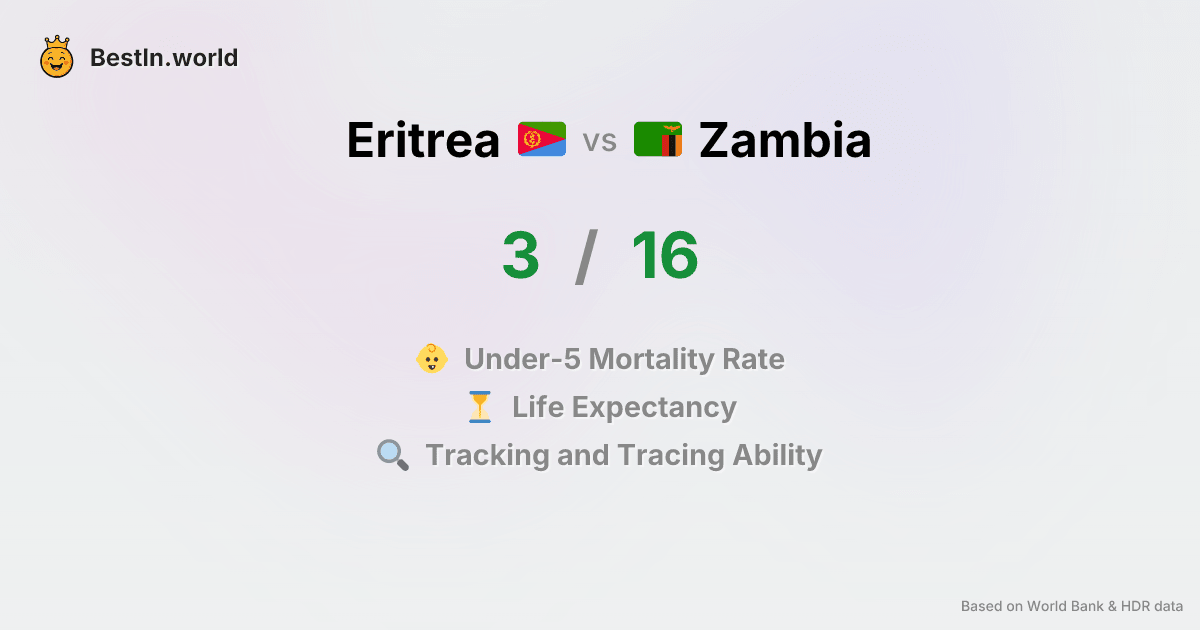 BestIn.world
Eritrea vs Zambia
3 / 16
Under-5 Mortality Rate
Life Expectancy
Tracking and Tracing Ability
Based on World Bank & HDR data